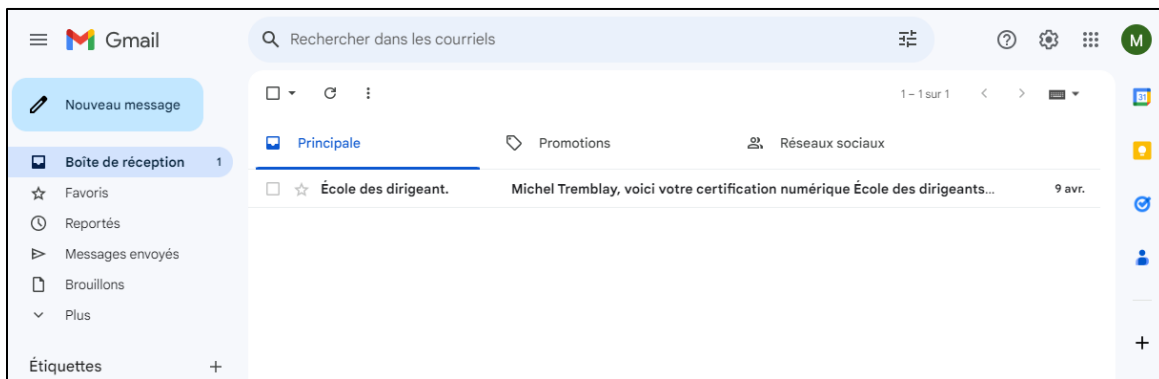 Gmail
Rechercher dans les courriels
M
Nouveau message
1 – 1 sur 1
31
Principale
Promotions
Réseaux sociaux
Boîte de réception 1
École des dirigeant. Michel Tremblay, voici votre certification numérique École des dirigeants... 9 avr.
Favoris
Reportés
Messages envoyés
Brouillons
Plus
Étiquettes